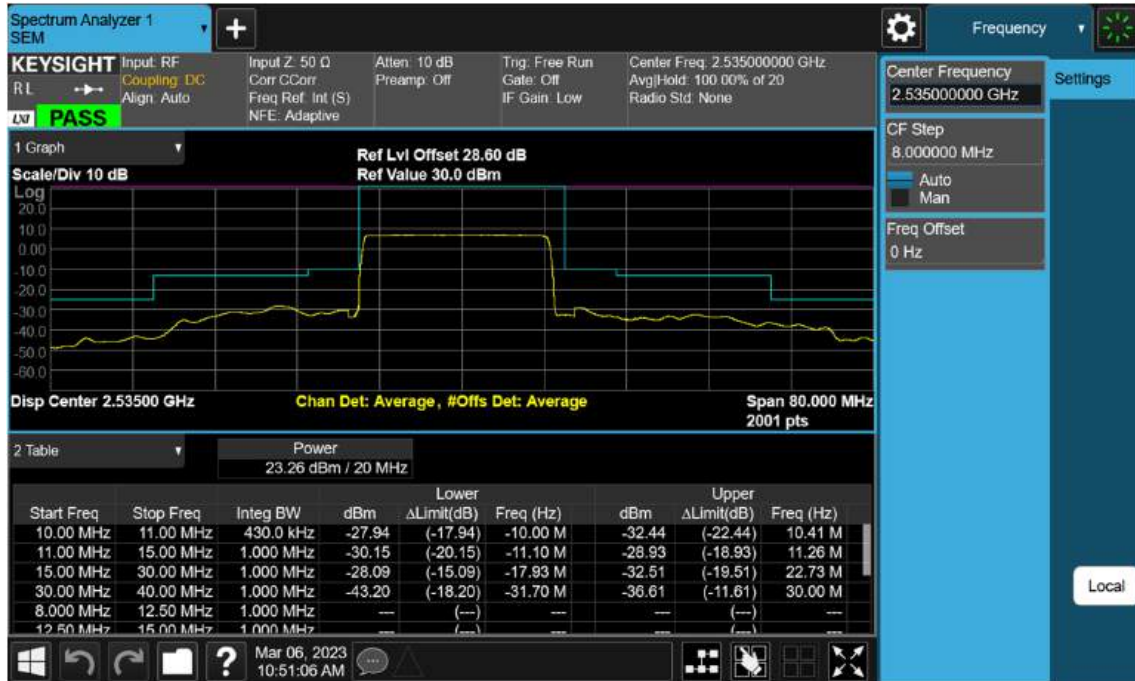 Spectrum Analyzer 1
SEM
Frequency
KEYSIGHT
RL
LXI PASS
Input: RF
Coupling: DC
Align: Auto
Input Z: 50 Ω
Corr CCorr
Freq Ref: Int (S)
NFE: Adaptive
Atten: 10 dB
Preamp: Off
Trig: Free Run
Gate: Off
IF Gain: Low
Center Freq: 2.535000000 GHz
Avg|Hold: 100.00% of 20
Radio Std: None
Center Frequency
2.535000000 GHz
Settings
CF Step
8.000000 MHz
Auto
Man
Freq Offset
0 Hz
Local
1 Graph
Scale/Div 10 dB
Ref Lvl Offset 28.60 dB
Ref Value 30.0 dBm
Log
20.0
10.0
0.00
-10.0
-20.0
-30.0
-40.0
-50.0
-60.0
Disp Center 2.53500 GHz
Chan Det: Average, #Offs Det: Average
Span 80.000 MHz
2001 pts
2 Table
Power
23.26 dBm / 20 MHz
Lower Upper
Start Freq Stop Freq Integ BW dBm ΔLimit(dB) Freq (Hz) dBm ΔLimit(dB) Freq (Hz)
10.00 MHz 11.00 MHz 430.0 kHz -27.94 (-17.94) -10.00 M -32.44 (-22.44) 10.41 M
11.00 MHz 15.00 MHz 1.000 MHz -30.15 (-20.15) -11.10 M -28.93 (-18.93) 11.26 M
15.00 MHz 30.00 MHz 1.000 MHz -28.09 (-15.09) -17.93 M -32.51 (-19.51) 22.73 M
30.00 MHz 40.00 MHz 1.000 MHz -43.20 (-18.20) -31.70 M -36.61 (-11.61) 30.00 M
8.000 MHz 12.50 MHz 1.000 MHz --- (---) --- --- (---) ---
12.50 MHz 15.00 MHz 1.000 MHz --- (---) --- --- (---) ---
Mar 06, 2023
10:51:06 AM